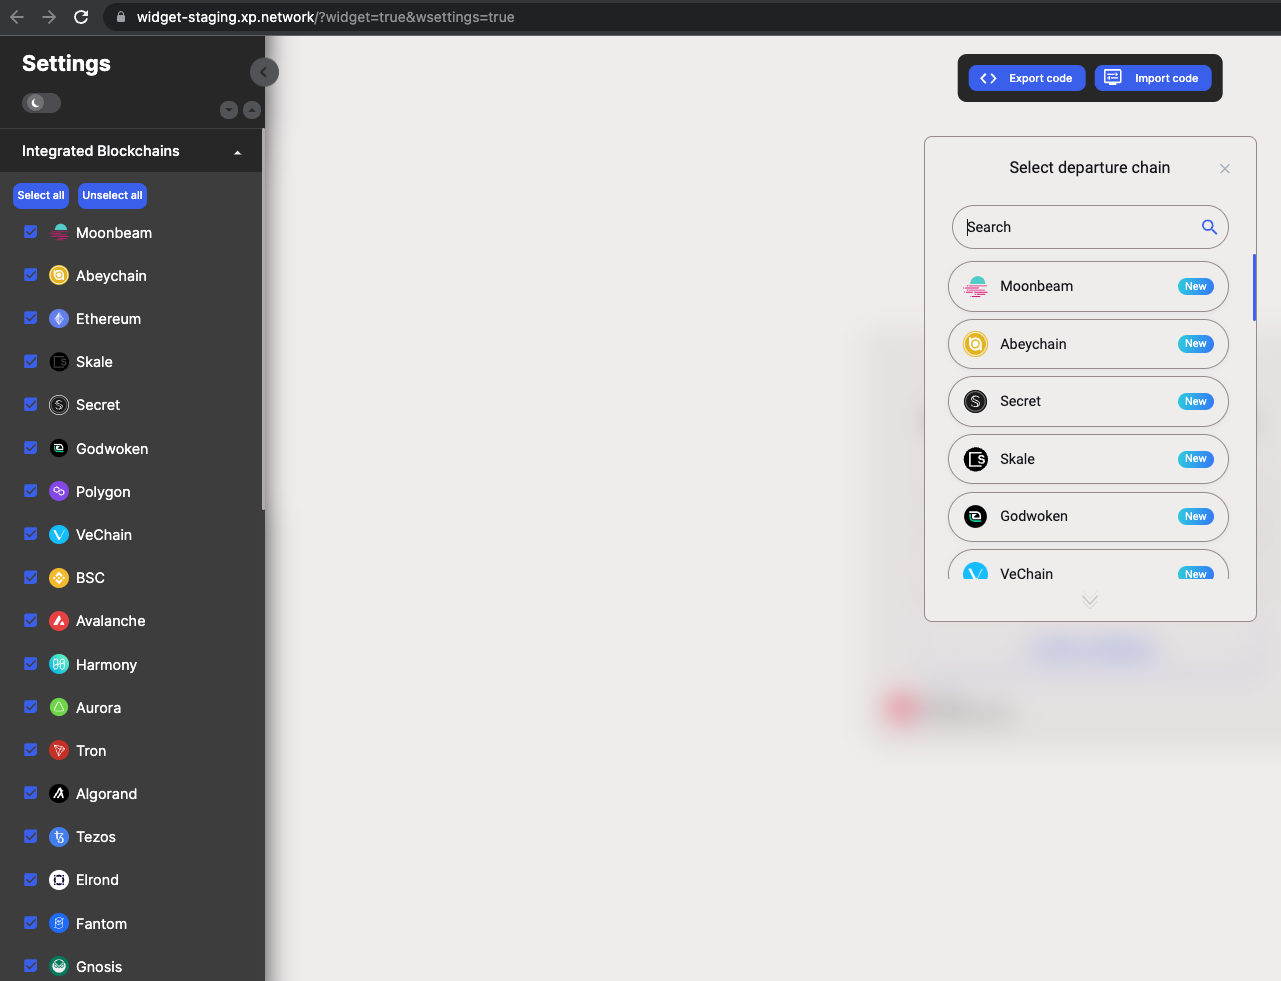 widget-staging.xp.network/?widget=true&wsettings=true
Settings
Integrated Blockchains
Select all
Unselect all
Moonbeam
Abeychain
Ethereum
Skale
Secret
Godwoken
Polygon
VeChain
BSC
Avalanche
Harmony
Aurora
Tron
Algorand
Tezos
Elrond
Fantom
Gnosis
Export code
Import code
Select departure chain
Search
Moonbeam New
Abeychain New
Secret New
Skale New
Godwoken New
VeChain New